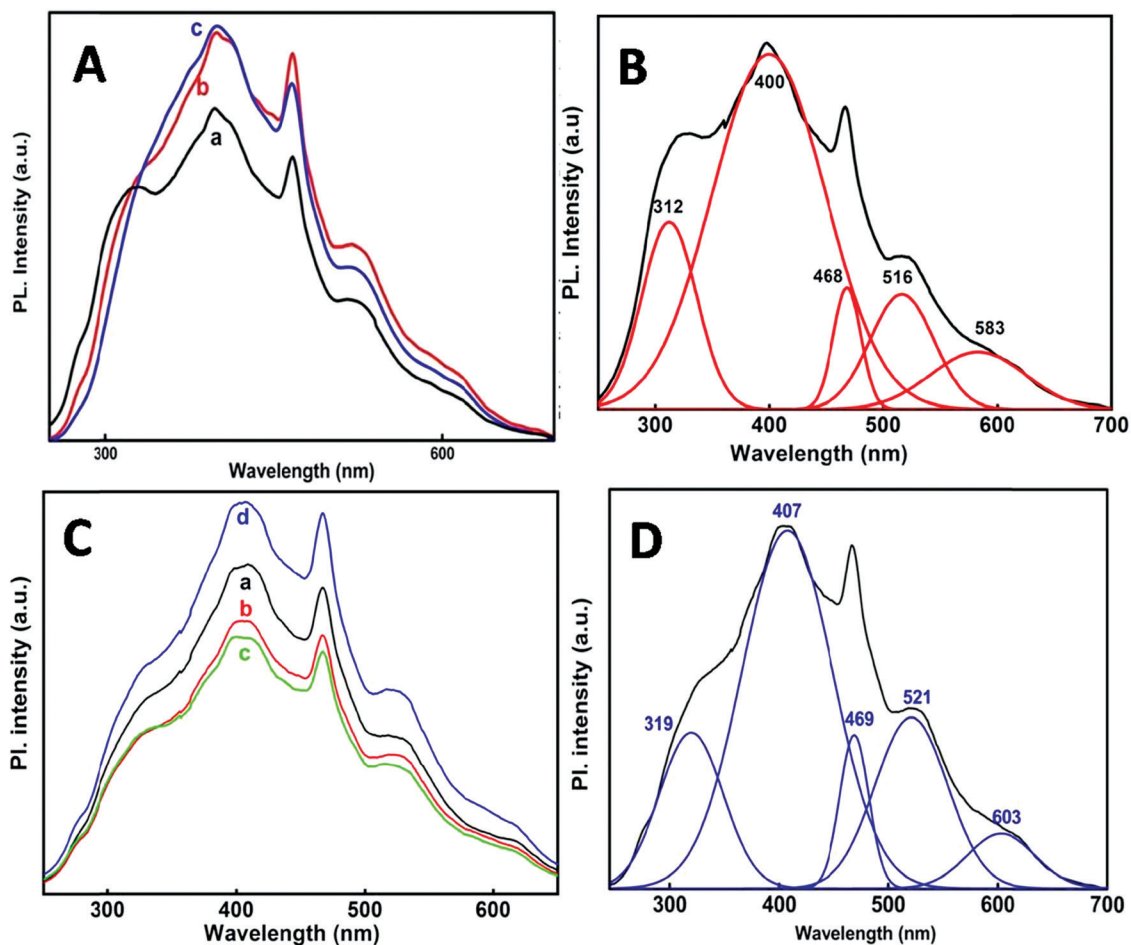 A
c
b
a
PL. Intensity (a.u.)
300
600
Wavelength (nm)
B
400
312
468
516
583
PL. Intensity (a.u)
300
400
500
600
700
Wavelength (nm)
C
d
a
b
c
Pl. intensity (a.u.)
300
400
500
600
Wavelength (nm)
D
407
319
469
521
603
Pl. intensity (a.u.)
300
400
500
600
700
Wavelength (nm)